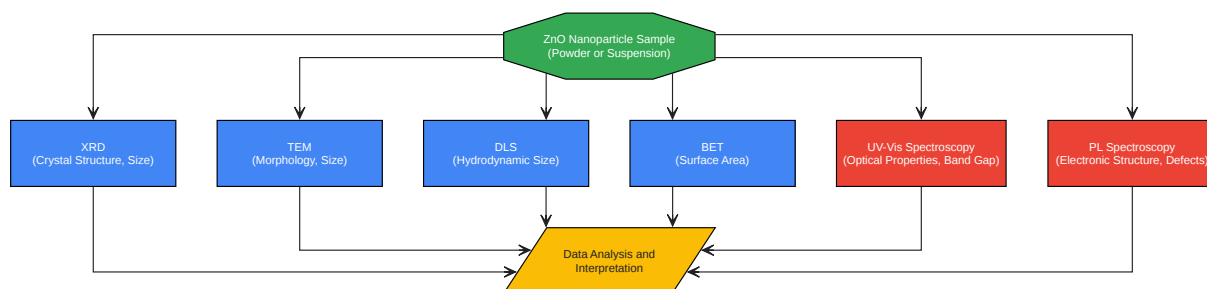 ZnO Nanoparticle Sample
(Powder or Suspension)
XRD
(Crystal Structure, Size)
TEM
(Morphology, Size)
DLS
(Hydrodynamic Size)
BET
(Surface Area)
UV-Vis Spectroscopy
(Optical Properties, Band Gap)
PL Spectroscopy
(Electronic Structure, Defects)
Data Analysis and
Interpretation